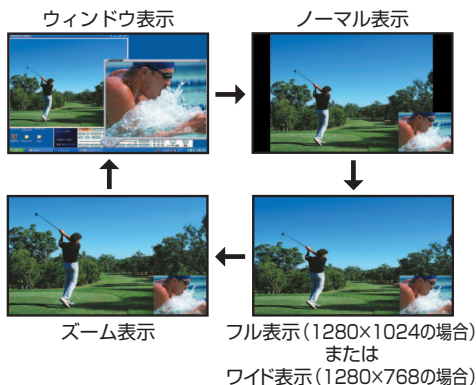 ウィンドウ表示
ノーマル表示
ズーム表示
フル表示(1280×1024の場合)
または
ワイド表示(1280×768の場合)